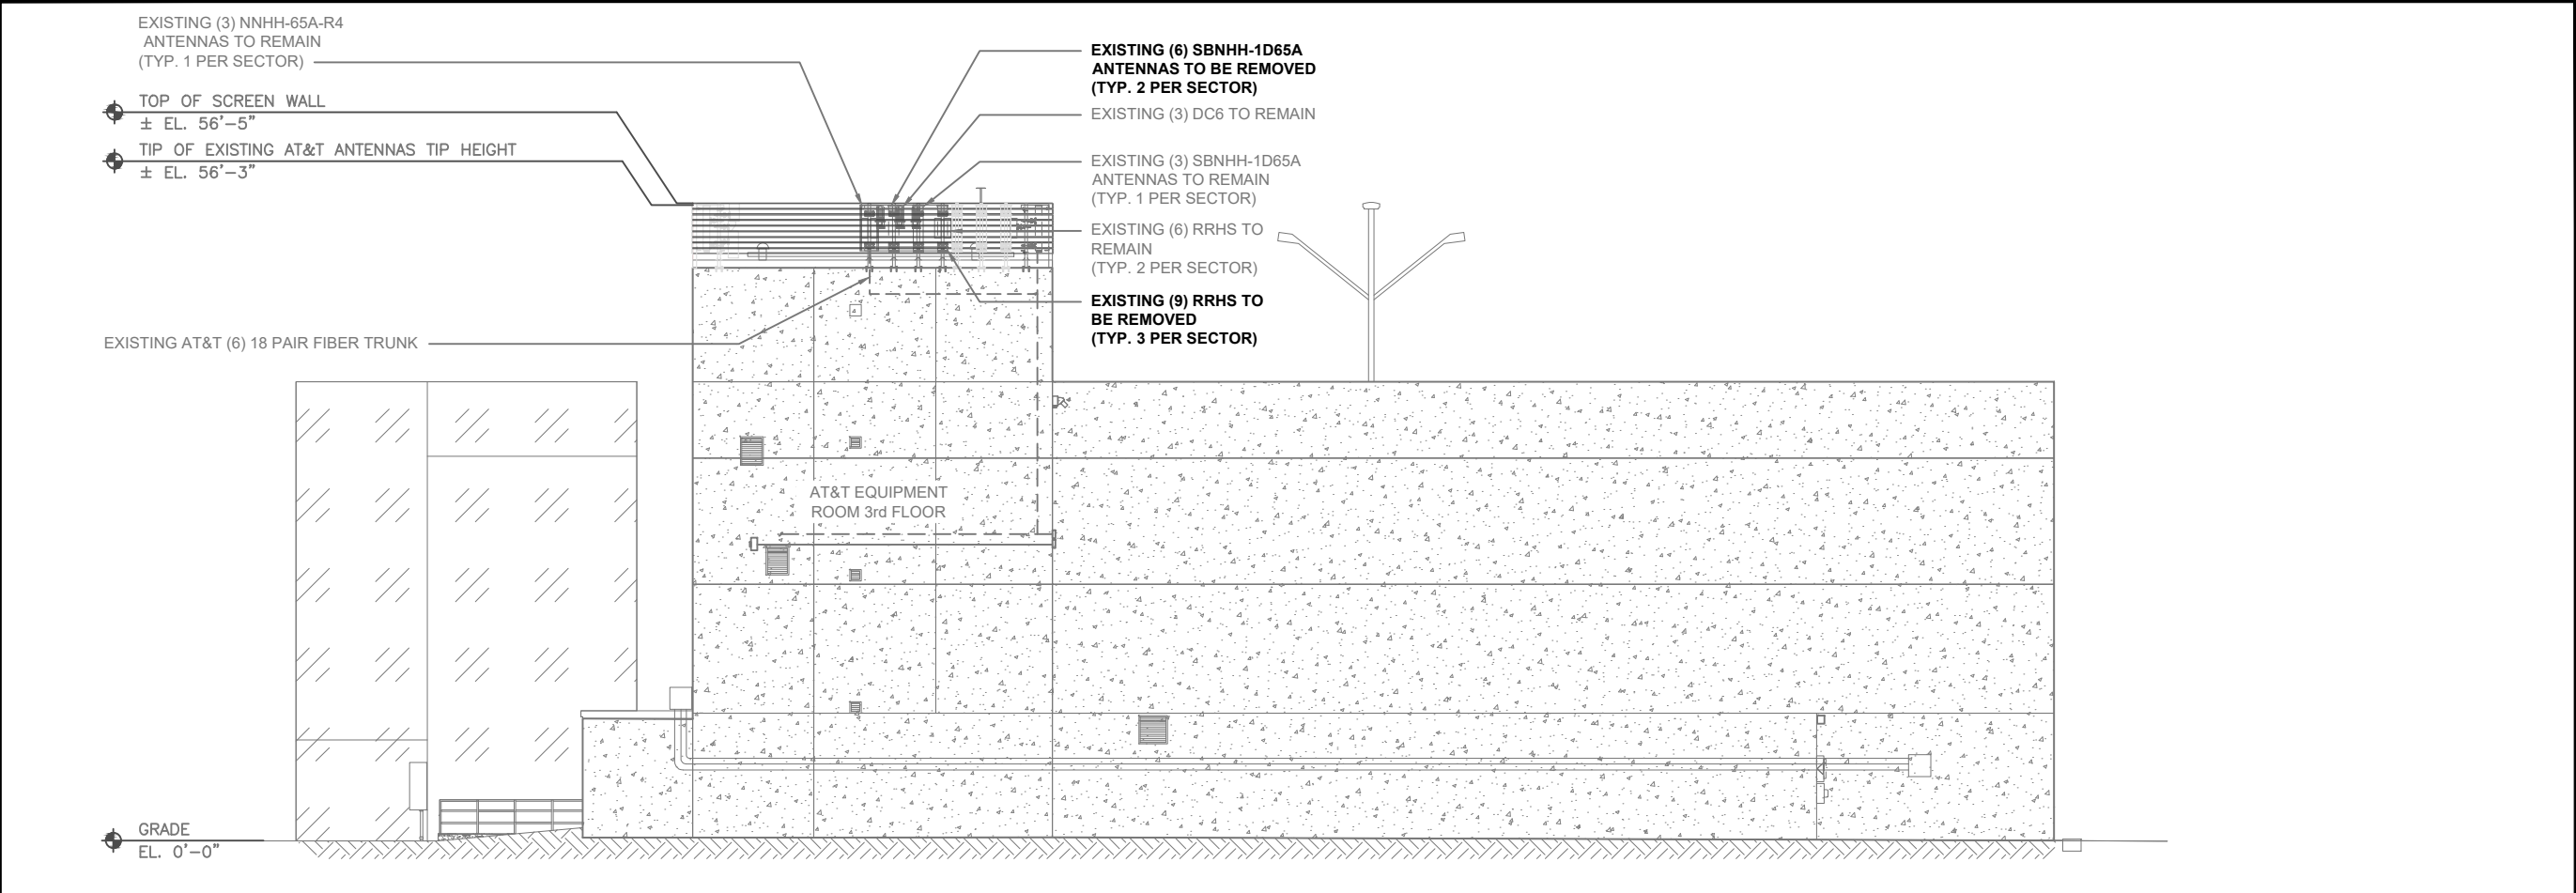 EXISTING (3) NNHH-65A-R4
ANTENNAS TO REMAIN
(TYP. 1 PER SECTOR)
TOP OF SCREEN WALL
± EL. 56'-5"
TIP OF EXISTING AT&T ANTENNAS TIP HEIGHT
± EL. 56'-3"
EXISTING (6) SBNHH-1D65A
ANTENNAS TO BE REMOVED
(TYP. 2 PER SECTOR)
EXISTING (3) DC6 TO REMAIN
EXISTING (3) SBNHH-1D65A
ANTENNAS TO REMAIN
(TYP. 1 PER SECTOR)
EXISTING (6) RRHS TO
REMAIN
(TYP. 2 PER SECTOR)
EXISTING (9) RRHS TO
BE REMOVED
(TYP. 3 PER SECTOR)
EXISTING AT&T (6) 18 PAIR FIBER TRUNK
AT&T EQUIPMENT
ROOM 3rd FLOOR
GRADE
EL. 0'-0"